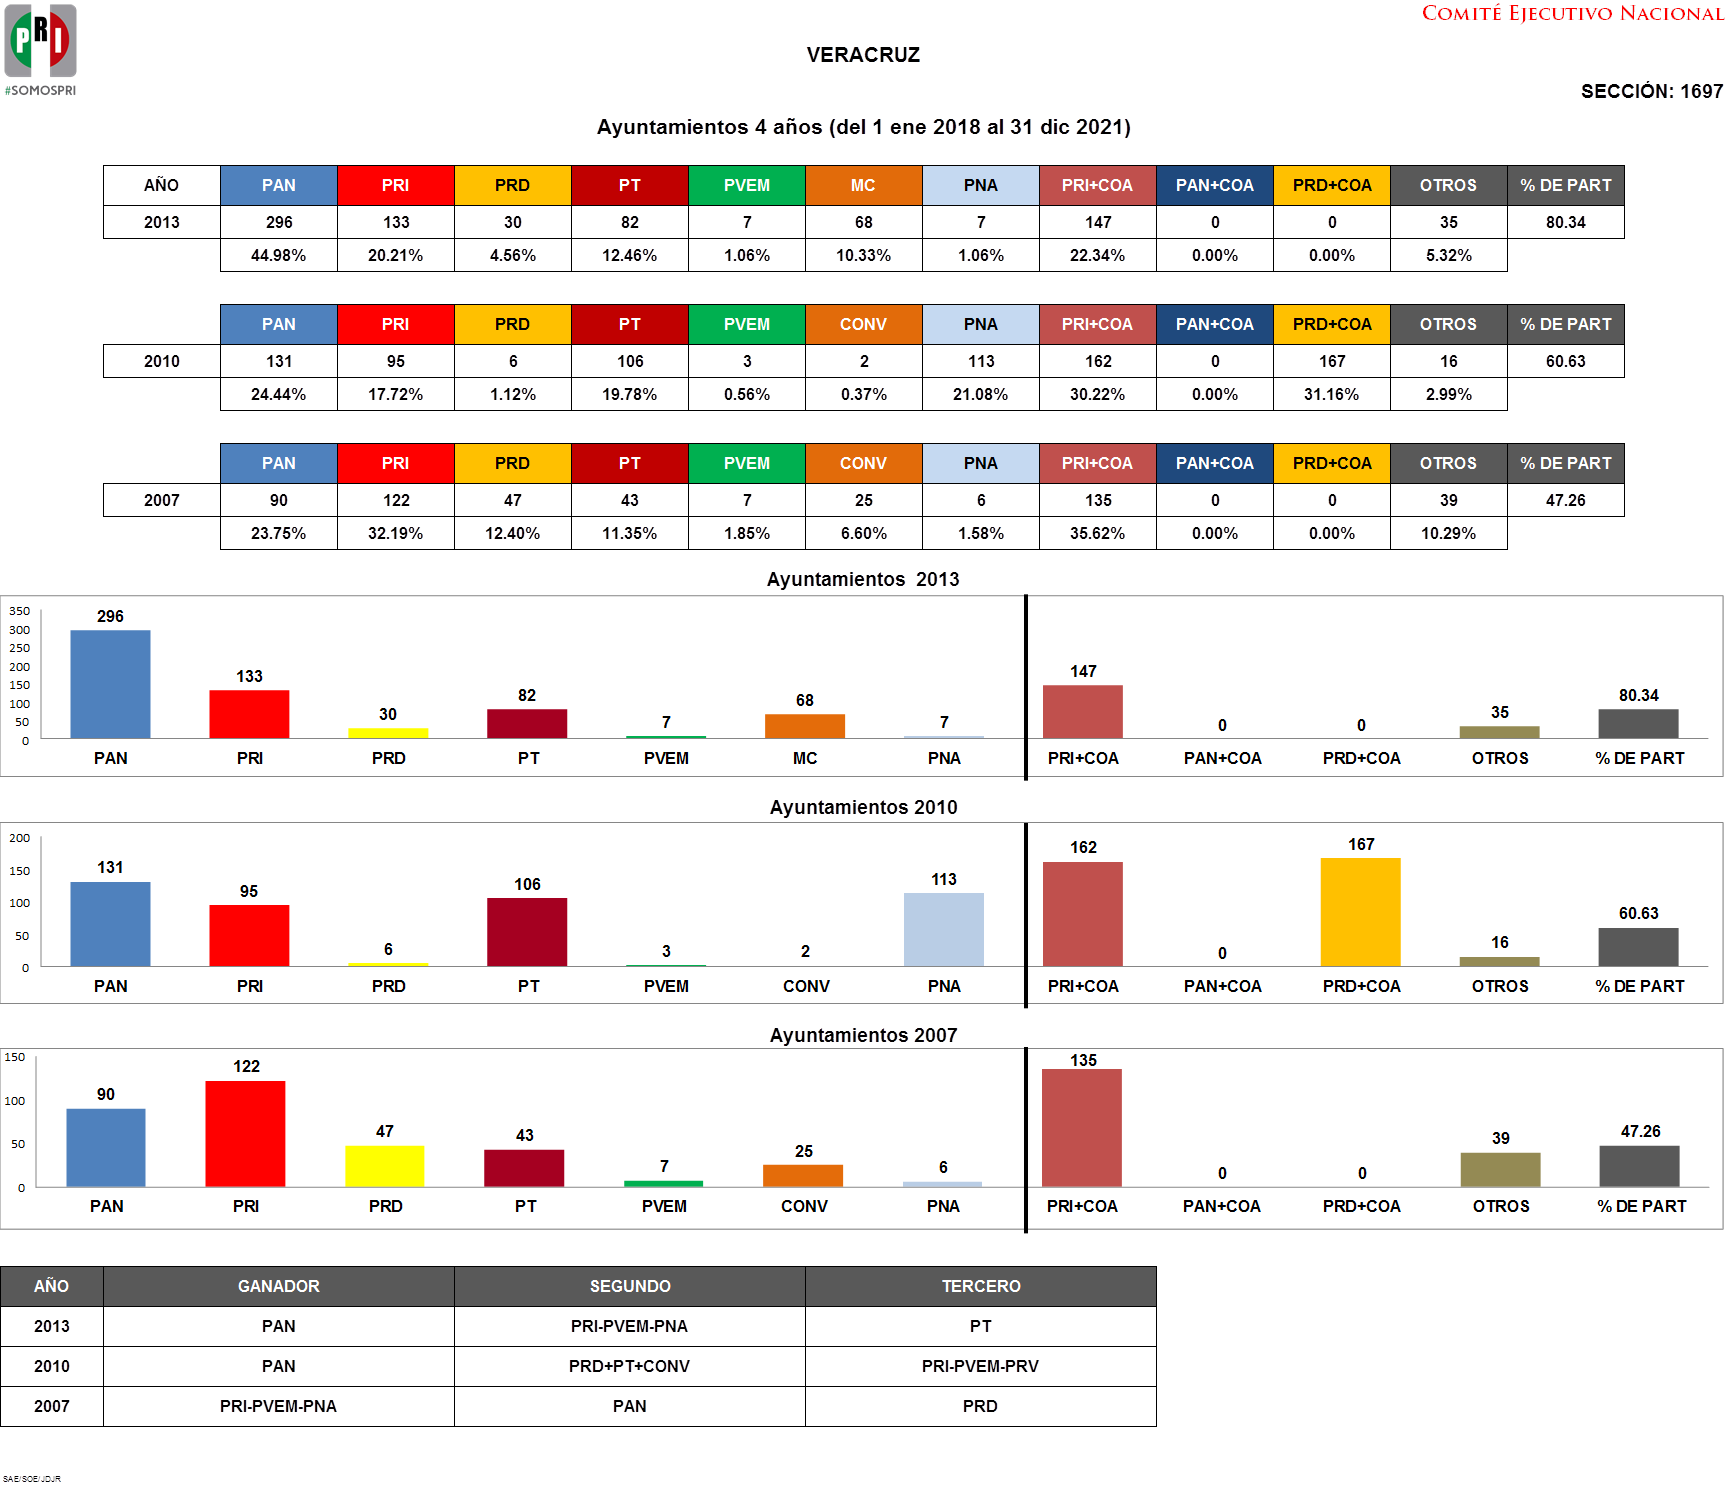 PRI
#SOMOSPRI
COMITÉ EJECUTIVO NACIONAL
VERACRUZ
SECCIÓN: 1697
Ayuntamientos 4 años (del 1 ene 2018 al 31 dic 2021)
AÑO PAN PRI PRD PT PVEM MC PNA PRI+COA PAN+COA PRD+COA OTROS % DE PART
2013 296 133 30 82 7 68 7 147 0 0 35 80.34
44.98% 20.21% 4.56% 12.46% 1.06% 10.33% 1.06% 22.34% 0.00% 0.00% 5.32%
PAN PRI PRD PT PVEM CONV PNA PRI+COA PAN+COA PRD+COA OTROS % DE PART
2010 131 95 6 106 3 2 113 162 0 167 16 60.63
24.44% 17.72% 1.12% 19.78% 0.56% 0.37% 21.08% 30.22% 0.00% 31.16% 2.99%
PAN PRI PRD PT PVEM CONV PNA PRI+COA PAN+COA PRD+COA OTROS % DE PART
2007 90 122 47 43 7 25 6 135 0 0 39 47.26
23.75% 32.19% 12.40% 11.35% 1.85% 6.60% 1.58% 35.62% 0.00% 0.00% 10.29%
Ayuntamientos 2013
350
300
250
200
150
100
50
0
296 133 30 82 7 68 7 147 0 0 35 80.34
PAN PRI PRD PT PVEM MC PNA PRI+COA PAN+COA PRD+COA OTROS % DE PART
Ayuntamientos 2010
200
150
100
50
0
131 95 6 106 3 2 113 162 0 167 16 60.63
PAN PRI PRD PT PVEM CONV PNA PRI+COA PAN+COA PRD+COA OTROS % DE PART
Ayuntamientos 2007
150
100
50
0
90 122 47 43 7 25 6 135 0 0 39 47.26
PAN PRI PRD PT PVEM CONV PNA PRI+COA PAN+COA PRD+COA OTROS % DE PART
AÑO GANADOR SEGUNDO TERCERO
2013 PAN PRI-PVEM-PNA PT
2010 PAN PRD+PT+CONV PRI-PVEM-PRV
2007 PRI-PVEM-PNA PAN PRD
SAE/SOE/JDJR